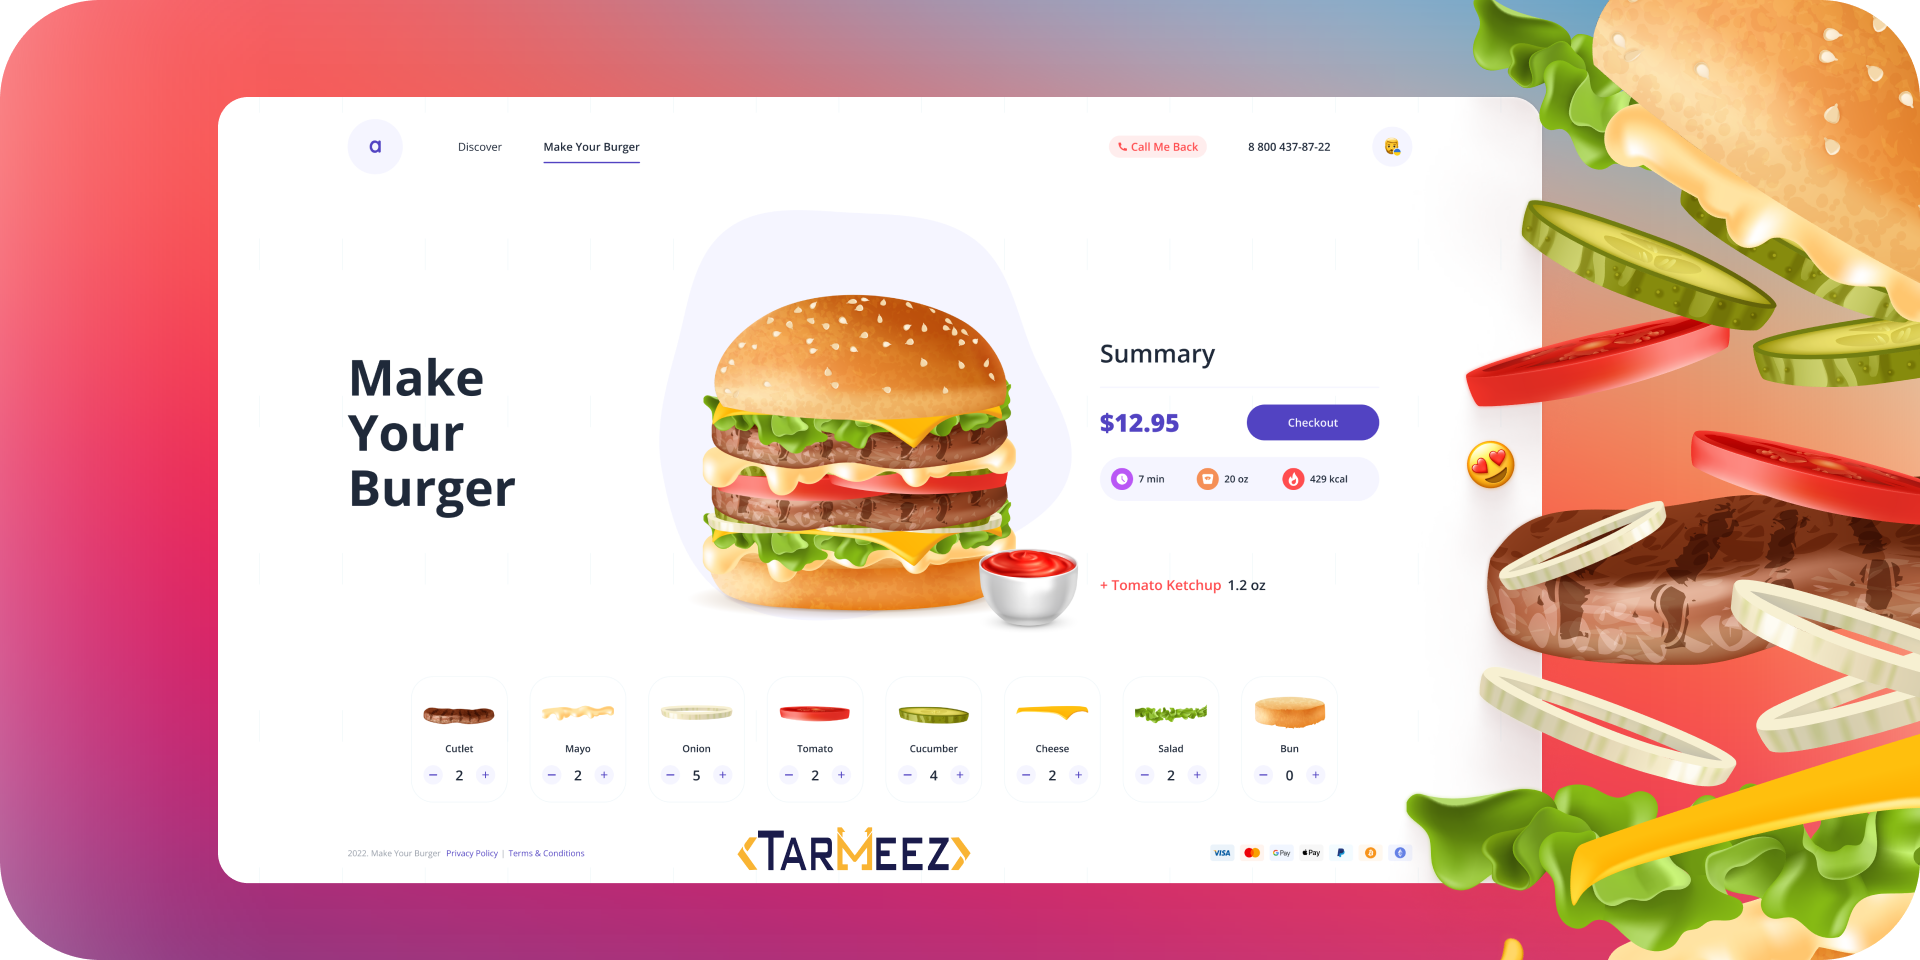 a
Discover
Make Your Burger
Call Me Back
8 800 437-87-22
Make
Your
Burger
Summary
$12.95
Checkout
7 min
20 oz
429 kcal
+ Tomato Ketchup 1.2 oz
Cutlet
− 2 +
Mayo
− 2 +
Onion
− 5 +
Tomato
− 2 +
Cucumber
− 4 +
Cheese
− 2 +
Salad
− 2 +
Bun
− 0 +
2022. Make Your Burger Privacy Policy | Terms & Conditions
<TARMEEZ>
VISA
G Pay
Pay